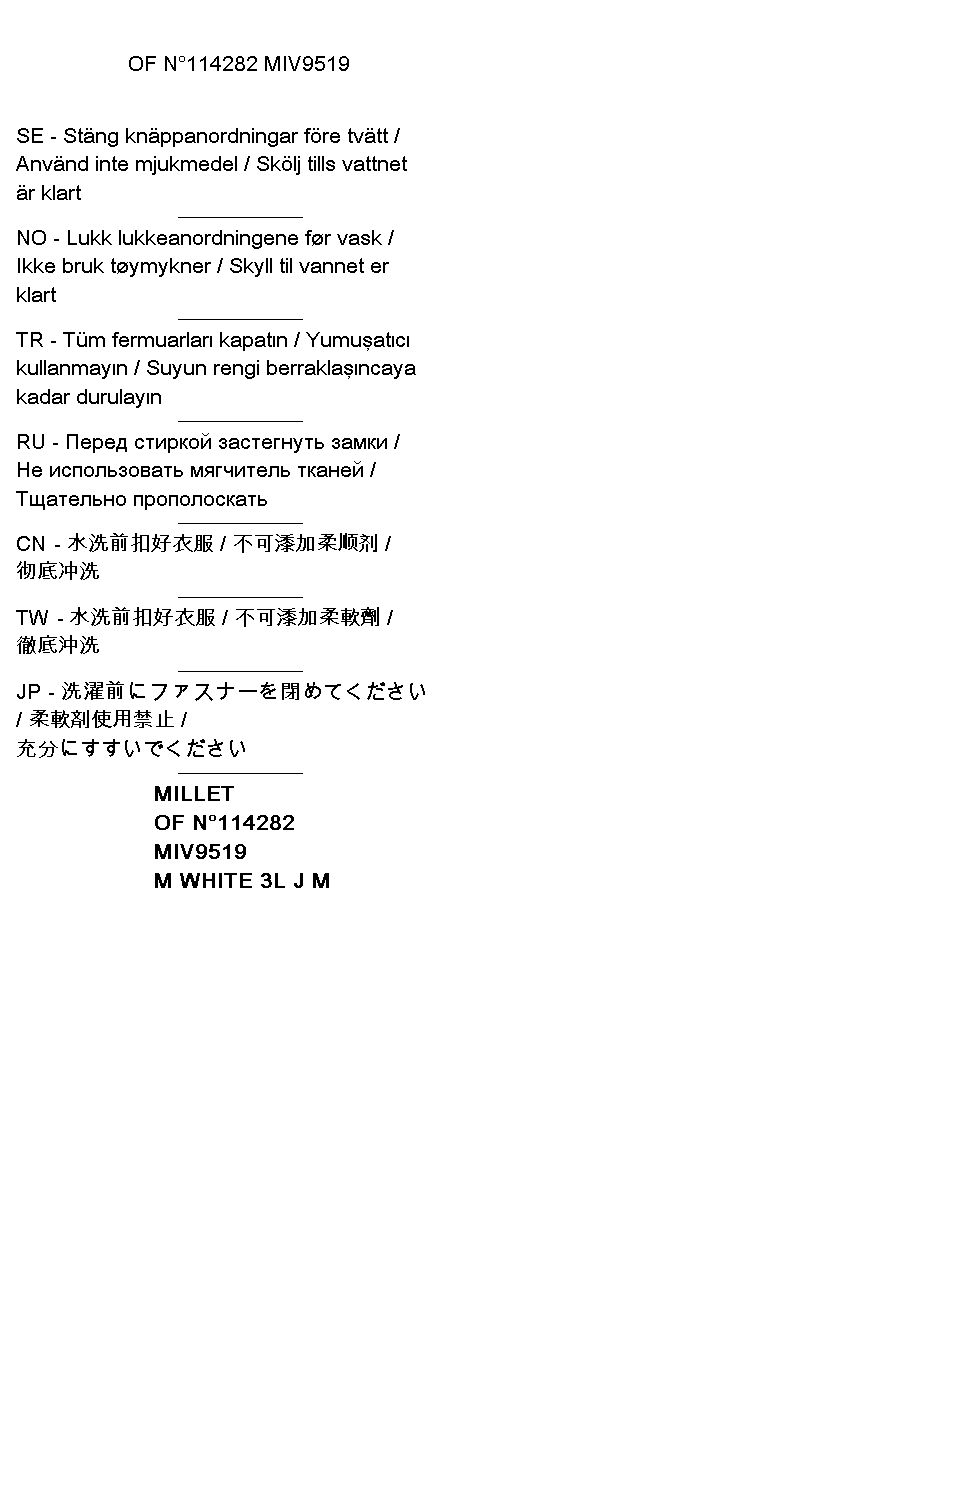 OF N°114282 MIV9519
SE - Stäng knäppanordningar före tvätt /
Använd inte mjukmedel / Skölj tills vattnet
är klart
NO - Lukk lukkeanordningene før vask /
Ikke bruk tøymykner / Skyll til vannet er
klart
TR - Tüm fermuarları kapatın / Yumuşatıcı
kullanmayın / Suyun rengi berraklaşıncaya
kadar durulayın
RU - Перед стиркой застегнуть замки /
Не использовать мягчитель тканей /
Тщательно прополоскать
CN - 水洗前扣好衣服 / 不可漆加柔顺剂 /
彻底冲洗
TW - 水洗前扣好衣服 / 不可漆加柔軟劑 /
徹底沖洗
JP - 洗濯前にファスナーを閉めてください
/ 柔軟剤使用禁止 /
充分にすすいでください
MILLET
OF N°114282
MIV9519
M WHITE 3L J M